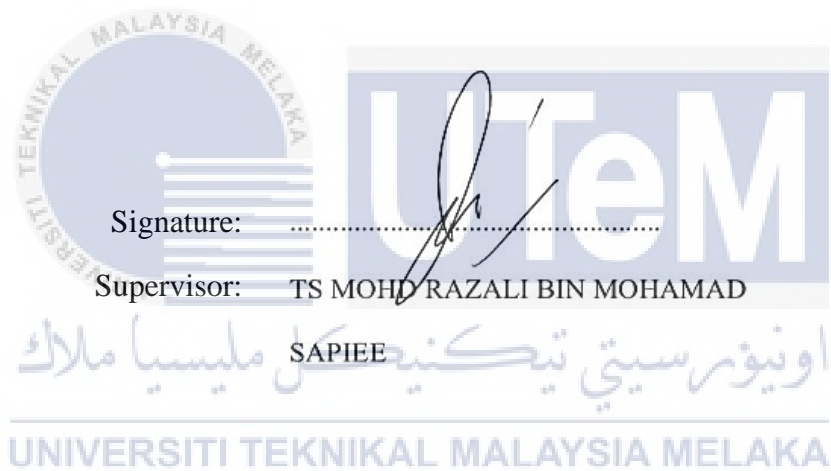 UNIVERSITI TEKNIKAL MALAYSIA MELAKA
UTeM
Signature: ................................................
Supervisor: TS MOHD RAZALI BIN MOHAMAD
SAPIEE
اونيۏرسيتي تيكنيكل مليسيا ملاك
UNIVERSITI TEKNIKAL MALAYSIA MELAKA